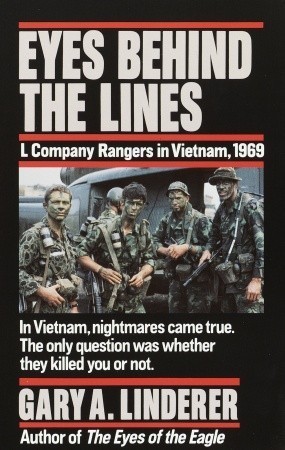 EYES BEHIND
THE LINES
L Company Rangers in Vietnam, 1969
In Vietnam, nightmares came true.
The only question was whether
they killed you or not.
GARY A. LINDERER
Author of The Eyes of the Eagle